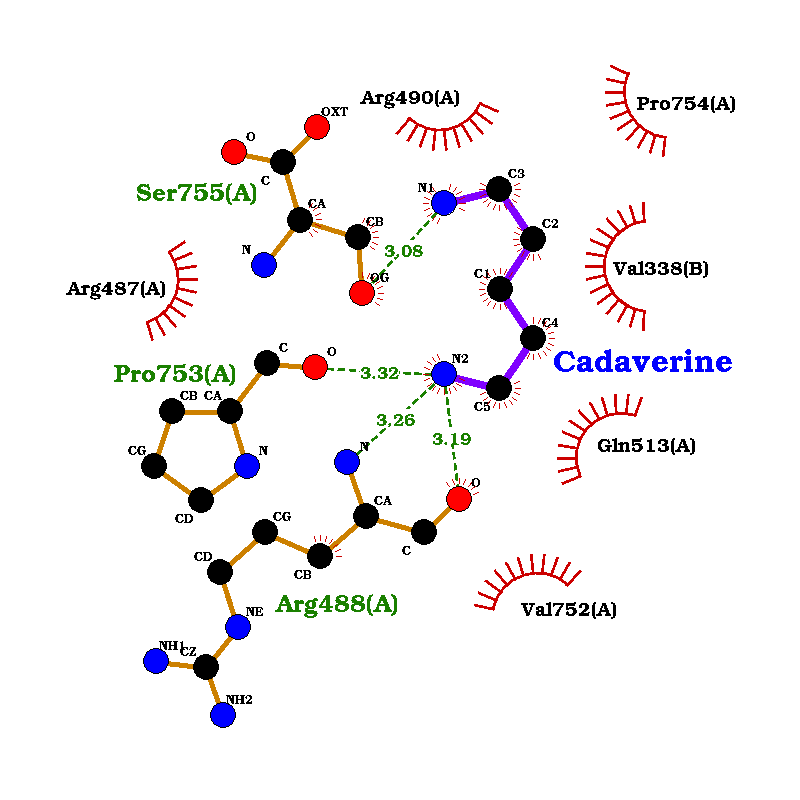 Arg490(A)
Pro754(A)
OXT
O
C
N1
C3
Ser755(A)
CA
CB
C2
N
3.08
OG
C1
Val338(B)
Arg487(A)
C4
C
O
N2
Cadaverine
Pro753(A)
3.32
CB
CA
C5
3.26
3.19
CG
N
N
Gln513(A)
O
CD
CA
CG
C
CD
CB
Arg488(A)
NE
Val752(A)
NH1
CZ
NH2